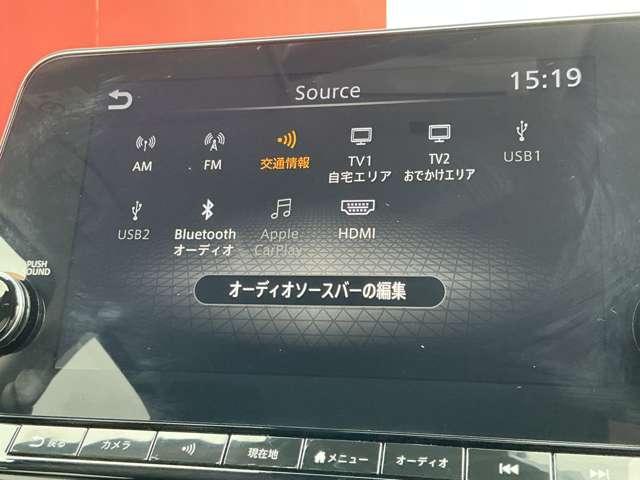 Source
15:19
AM
FM
交通情報
TV1
自宅エリア
TV2
おでかけエリア
USB1
USB2
Bluetooth
オーディオ
Apple
CarPlay
HDMI
オーディオソースバーの編集
PUSH
SOUND
戻る
カメラ
現在地
メニュー
オーディオ